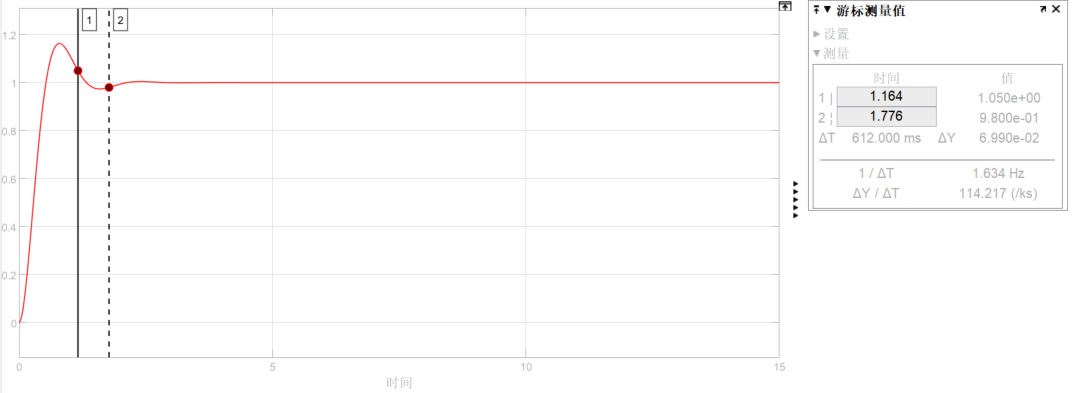 1 2
1.2
1
0.8
0.6
0.4
0.2
0
0 5 10 15
时间
游标测量值
设置
测量
时间 值
1 | 1.164 1.050e+00
2 ¦ 1.776 9.800e-01
ΔT 612.000 ms ΔY 6.990e-02
1 / ΔT 1.634 Hz
ΔY / ΔT 114.217 (/ks)